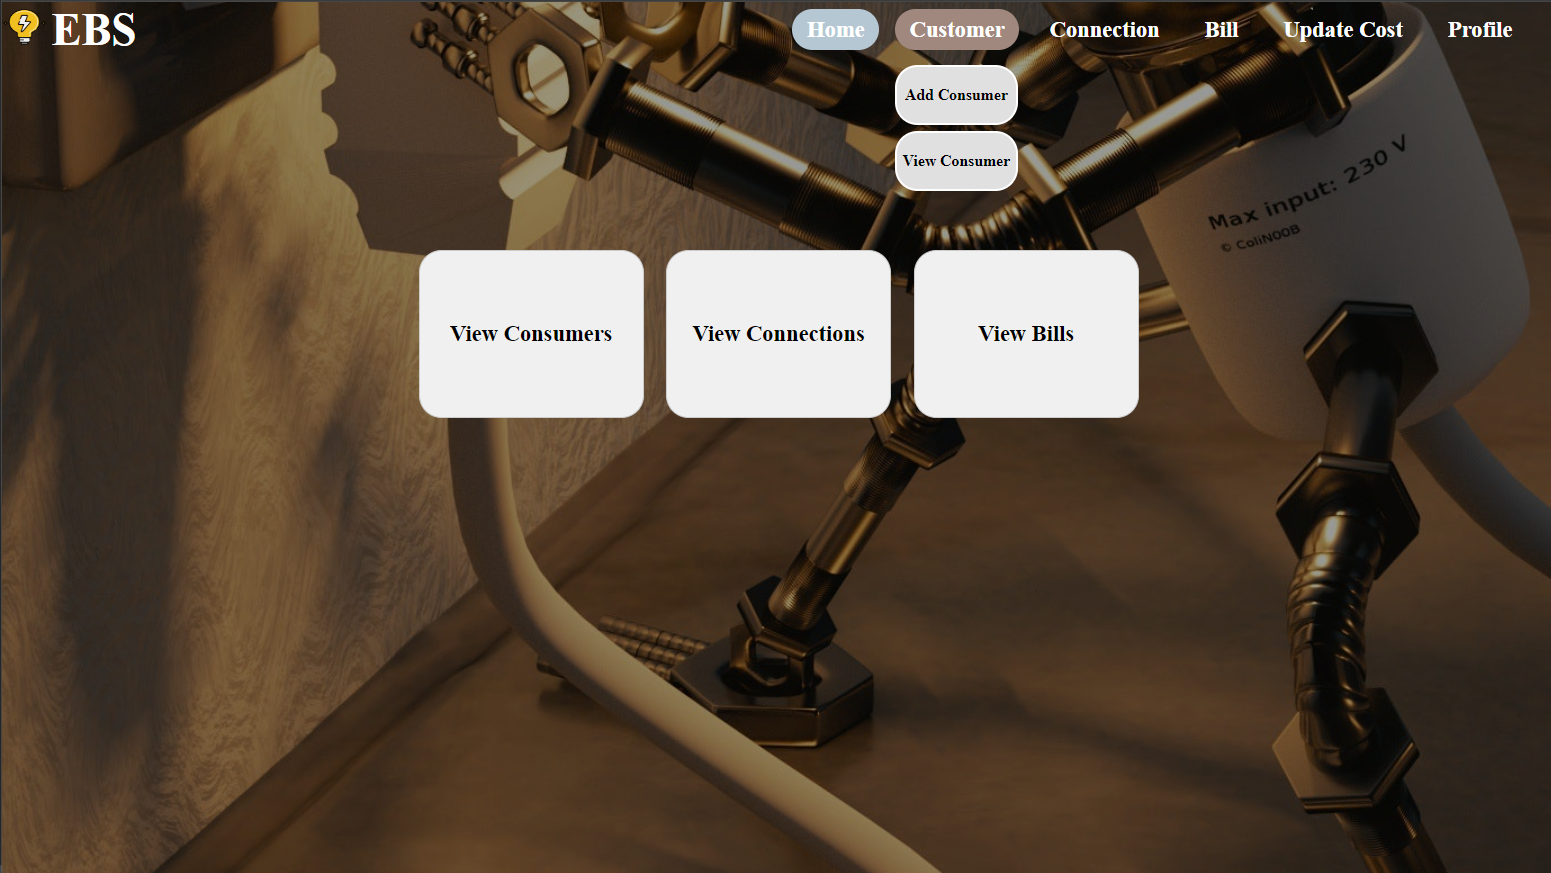 EBS
Home Customer Connection Bill Update Cost Profile
Add Consumer
View Consumer
Max input: 230 V
© ColiN00B
View Consumers View Connections View Bills